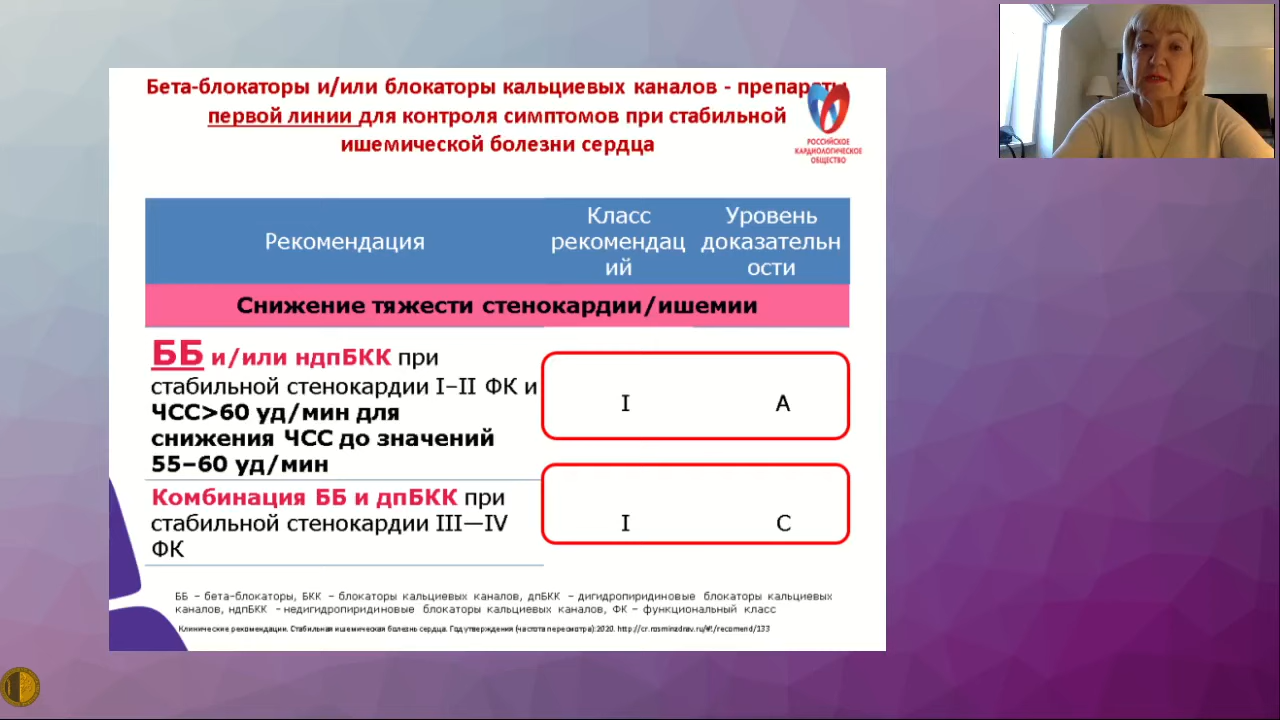 Бета-блокаторы и/или блокаторы кальциевых каналов - препараты
первой линии для контроля симптомов при стабильной
ишемической болезни сердца
РОССИЙСКОЕ
КАРДИОЛОГИЧЕСКОЕ
ОБЩЕСТВО
Рекомендация
Класс
рекомендац
ий
Уровень
доказательн
ости
Снижение тяжести стенокардии/ишемии
ББ и/или ндпБКК при
стабильной стенокардии I–II ФК и
ЧСС>60 уд/мин для
снижения ЧСС до значений
55–60 уд/мин
I
A
Комбинация ББ и дпБКК при
стабильной стенокардии III—IV
ФК
I
C
ББ – бета-блокаторы, БКК – блокаторы кальциевых каналов, дпБКК – дигидропиридиновые блокаторы кальциевых
каналов, ндпБКК –недигидропиридиновые блокаторы кальциевых каналов, ФК – функциональный класс
Клинические рекомендации. Стабильная ишемическая болезнь сердца. Год утверждения (частота пересмотра):2020. http://cr.rosminzdrav.ru/#!/recomend/133